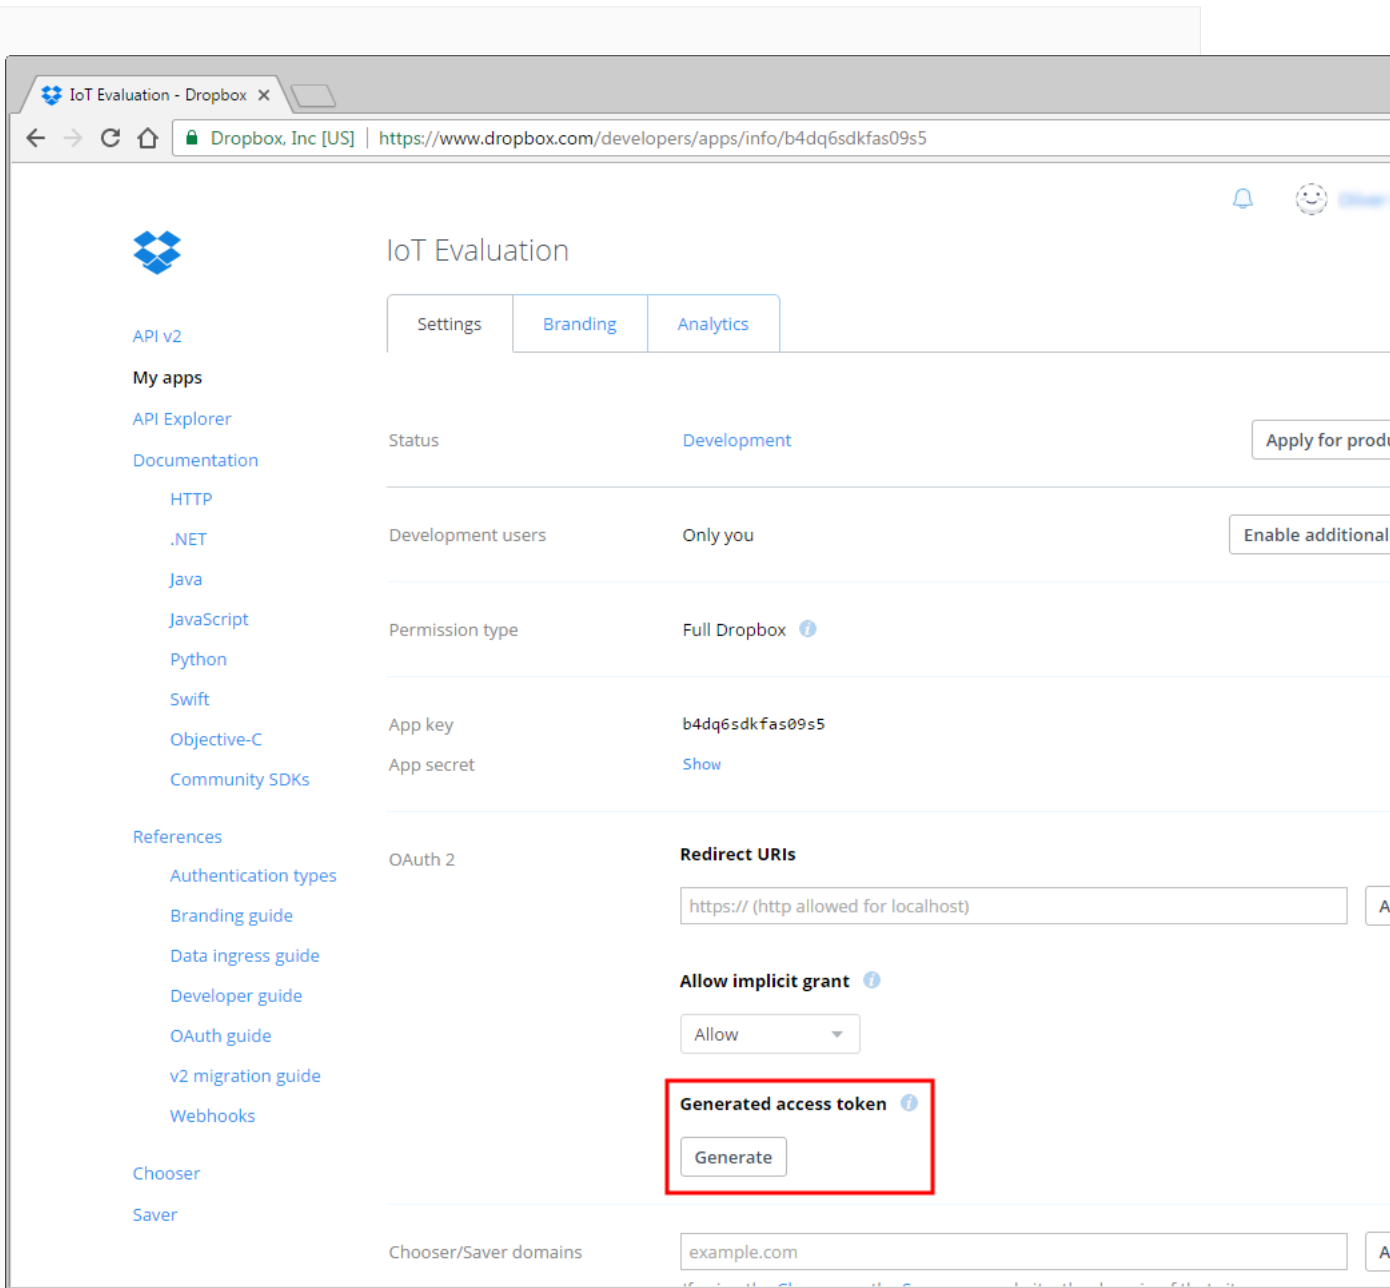 IoT Evaluation - Dropbox
Dropbox, Inc [US] | https://www.dropbox.com/developers/apps/info/b4dq6sdkfas09s5
IoT Evaluation
Settings Branding Analytics
API v2
My apps
API Explorer
Documentation
HTTP
.NET
Java
JavaScript
Python
Swift
Objective-C
Community SDKs
References
Authentication types
Branding guide
Data ingress guide
Developer guide
OAuth guide
v2 migration guide
Webhooks
Chooser
Saver
Status Development Apply for produ
Development users Only you Enable additional
Permission type Full Dropbox
App key b4dq6sdkfas09s5
App secret Show
OAuth 2 Redirect URIs
https:// (http allowed for localhost) A
Allow implicit grant
Allow
Generated access token
Generate
Chooser/Saver domains example.com A